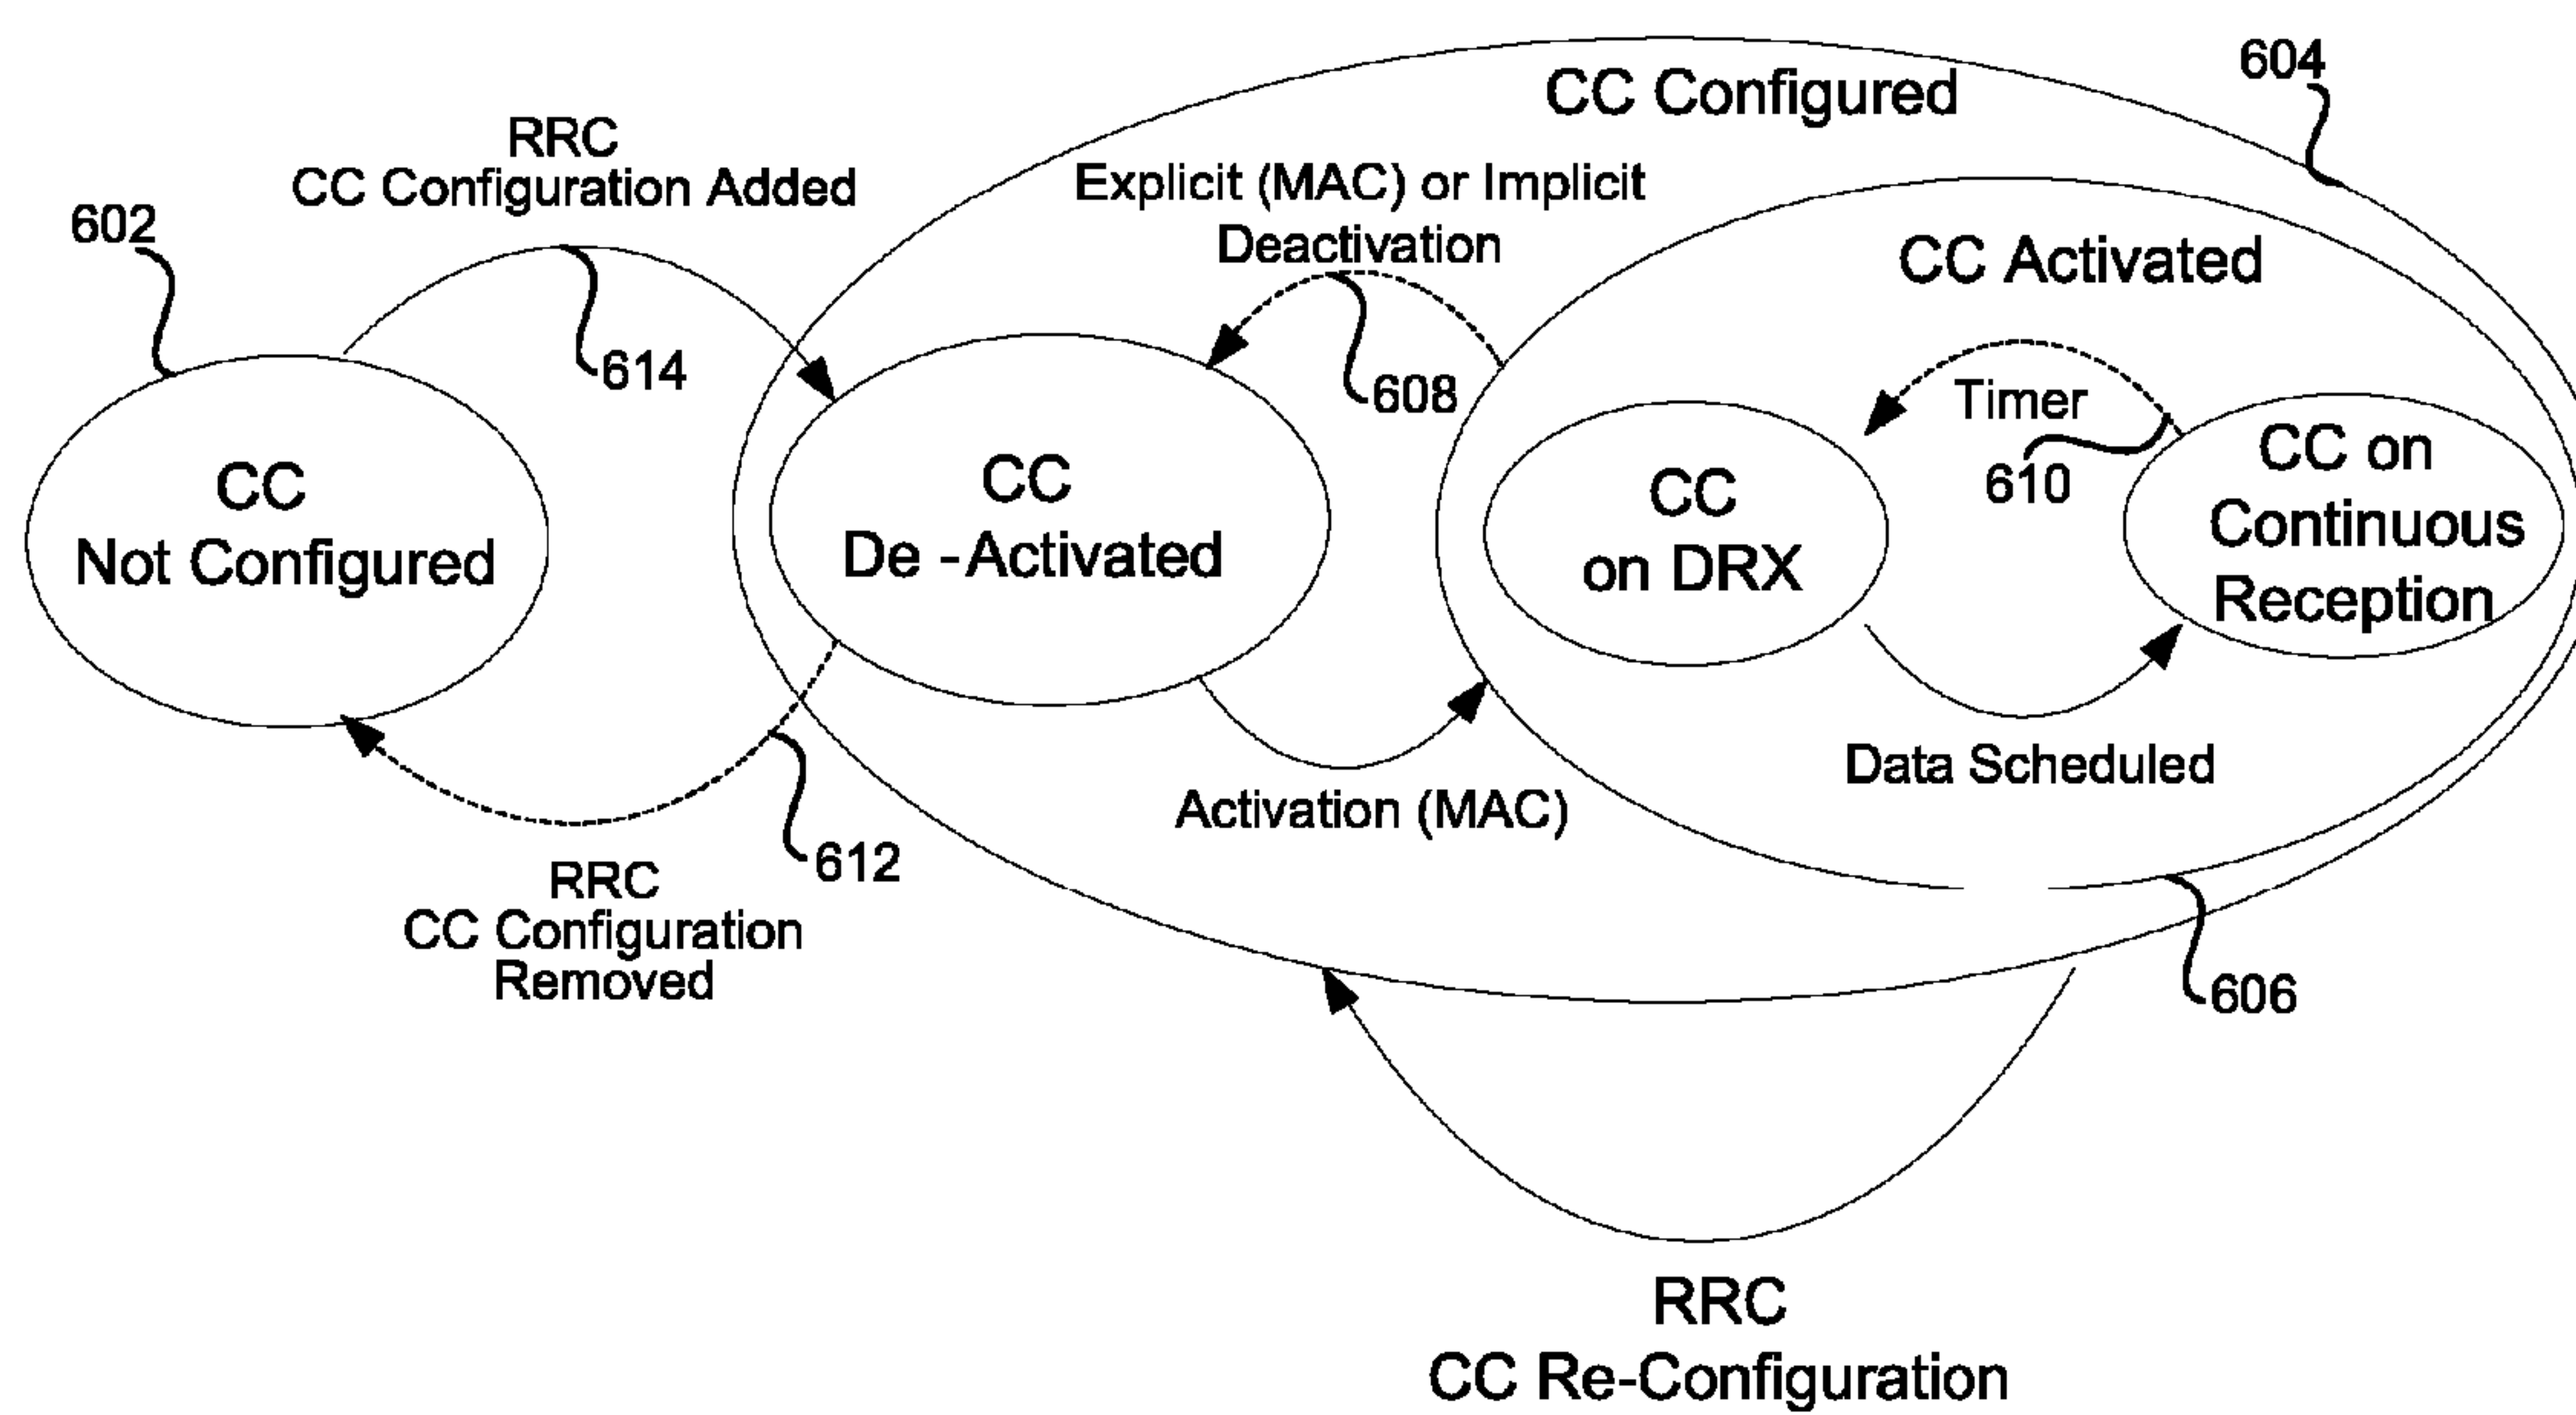 604
CC Configured
RRC
CC Configuration Added
Explicit (MAC) or Implicit
Deactivation
602
CC Activated
614
608
Timer
610
CC
Not Configured
CC
De -Activated
CC
on DRX
CC on
Continuous
Reception
Data Scheduled
Activation (MAC)
612
RRC
CC Configuration
Removed
606
RRC
CC Re-Configuration